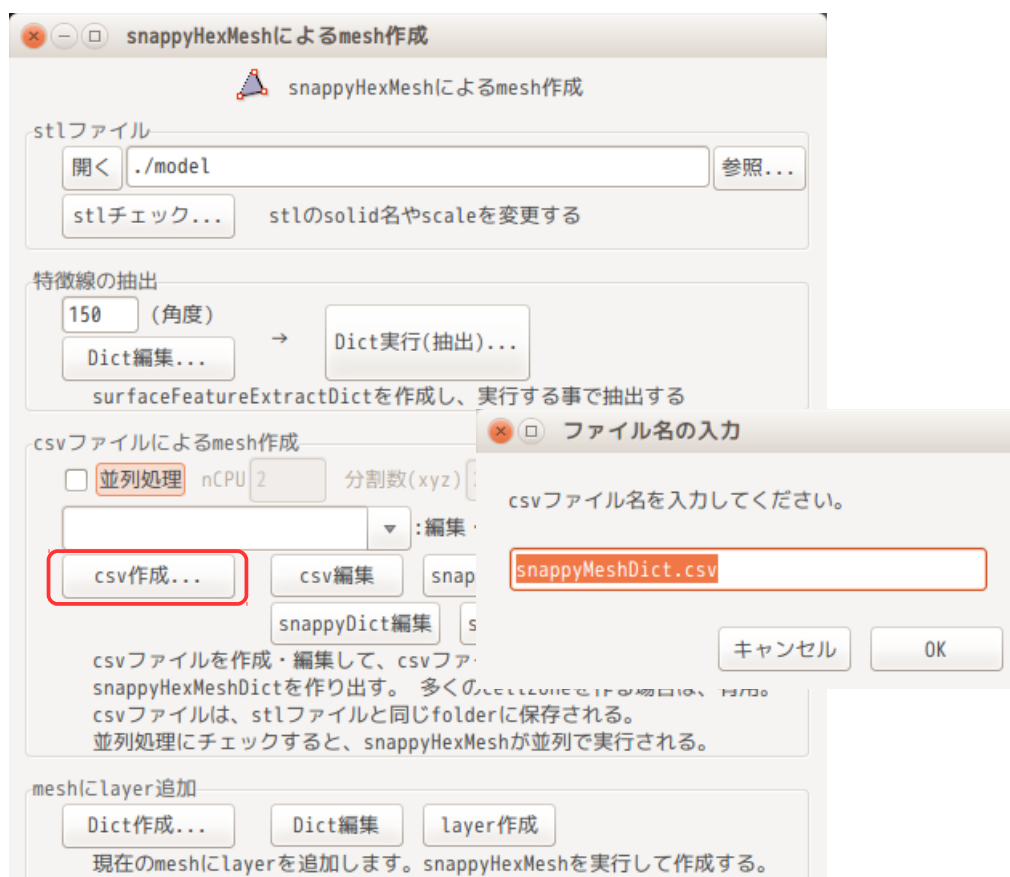 snappyHexMeshによるmesh作成
snappyHexMeshによるmesh作成
stlファイル
開く ./model 参照...
stlチェック... stlのsolid名やscaleを変更する
特徴線の抽出
150 (角度)
→ Dict実行(抽出)...
Dict編集...
surfaceFeatureExtractDictを作成し、実行する事で抽出する
csvファイルによるmesh作成
並列処理 nCPU 2 分割数(xyz)
:編集
csv作成... csv編集 snap
snappyDict編集 s
csvファイルを作成・編集して、csvファ
snappyHexMeshDictを作り出す。 多くのcellZoneを作る場合は、有用。
csvファイルは、stlファイルと同じfolderに保存される。
並列処理にチェックすると、snappyHexMeshが並列で実行される。
meshにlayer追加
Dict作成... Dict編集 layer作成
現在のmeshにlayerを追加します。snappyHexMeshを実行して作成する。
ファイル名の入力
csvファイル名を入力してください。
snappyMeshDict.csv
キャンセル OK